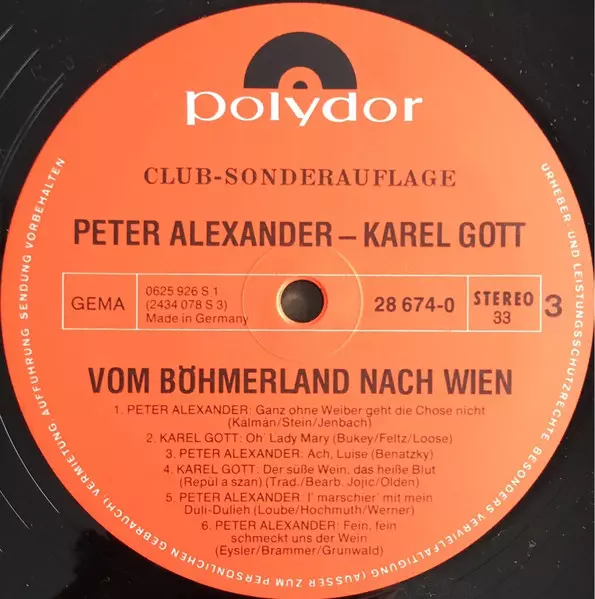 polydor
CLUB-SONDERAUFLAGE
PETER ALEXANDER – KAREL GOTT
GEMA
0625 926 S 1
(2434 078 S 3)
Made in Germany
28 674-0
STEREO
33
3
VOM BÖHMERLAND NACH WIEN
1. PETER ALEXANDER: Ganz ohne Weiber geht die Chose nicht
(Kalmán/Stein/Jenbach)
2. KAREL GOTT: Oh' Lady Mary (Bukey/Feltz/Loose)
3. PETER ALEXANDER: Ach, Luise (Benatzky)
4. KAREL GOTT: Der süße Wein, das heiße Blut
(Repül a szan) (Trad./Bearb. Jojic/Olden)
5. PETER ALEXANDER: I' marschier' mit mein
Duli-Dulieh (Loube/Hochmuth/Werner)
6. PETER ALEXANDER: Fein, fein
schmeckt uns der Wein
(Eysler/Brammer/Grünwald)
URHEBER- UND LEISTUNGSSCHUTZRECHTE BESONDERS VERVIELFÄLTIGUNG (AUSSER ZUM PERSÖNLICHEN GEBRAUCH), VERMIETUNG AUFFÜHRUNG SENDUNG VORBEHALTEN